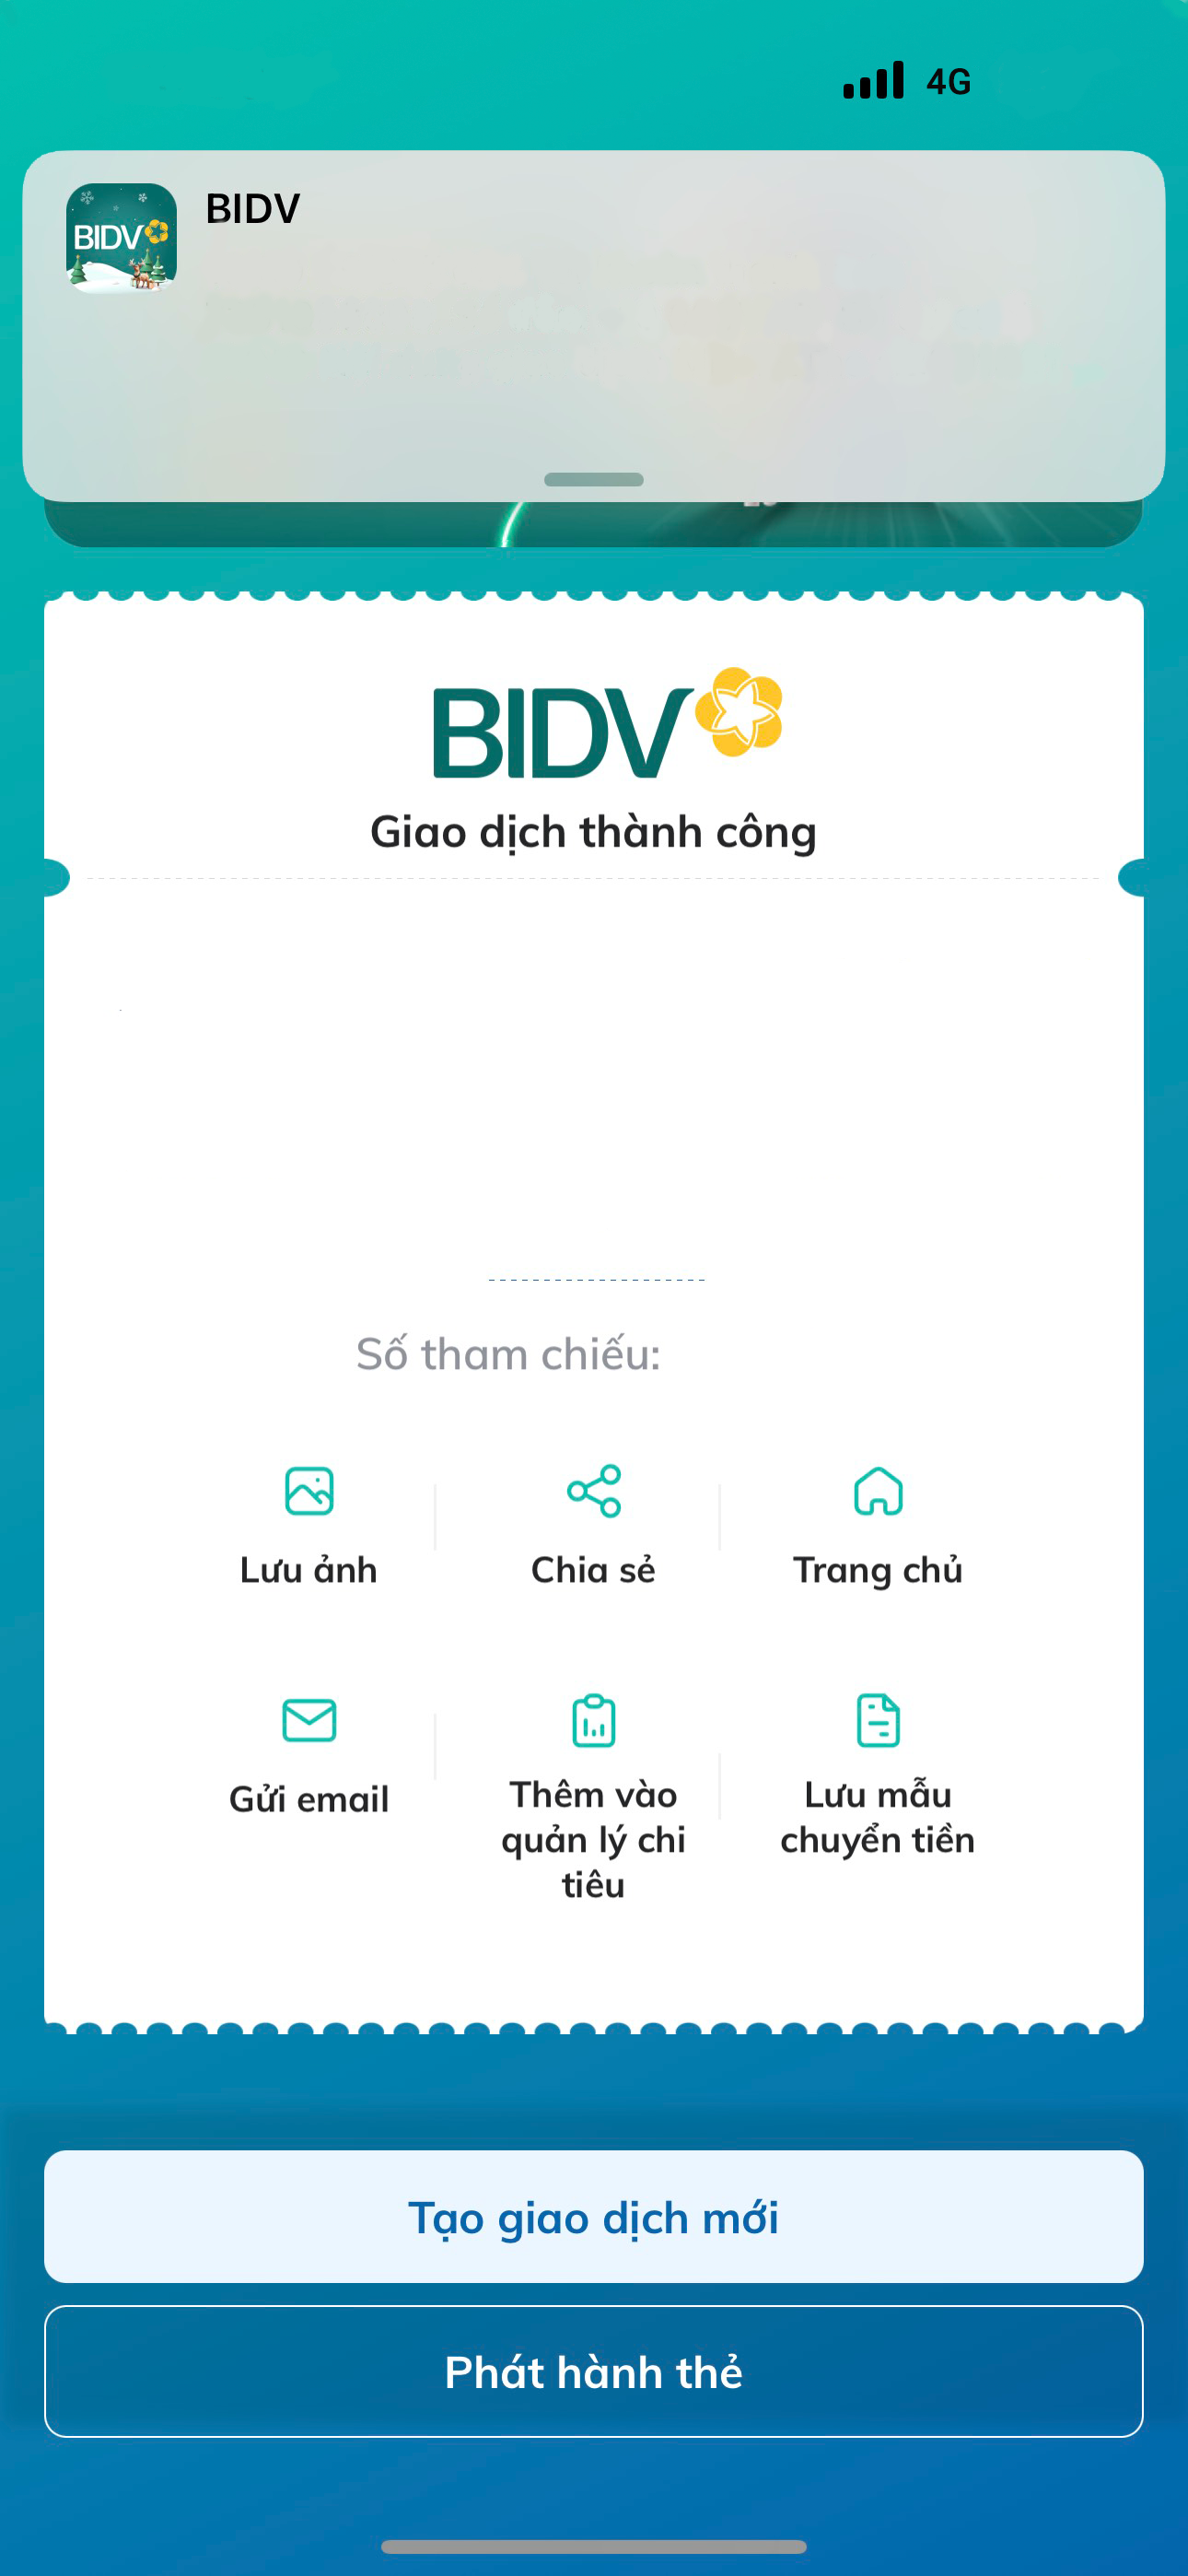 4G
BIDV
BIDV
BIDV
Giao dịch thành công
Số tham chiếu:
Lưu ảnh
Chia sẻ
Trang chủ
Gửi email
Thêm vào
quản lý chi
tiêu
Lưu mẫu
chuyển tiền
Tạo giao dịch mới
Phát hành thẻ